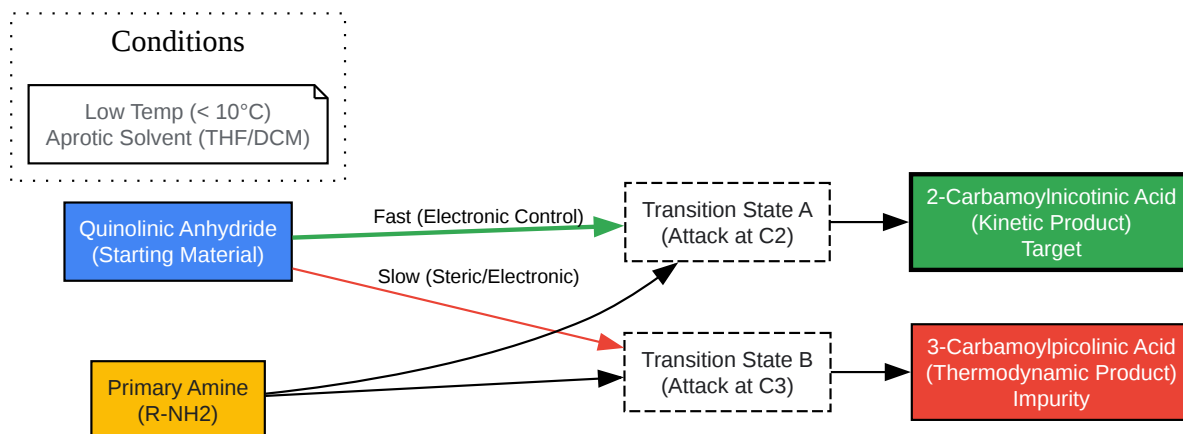 Conditions
Low Temp (< 10°C)
Aprotic Solvent (THF/DCM)
Quinolinic Anhydride
(Starting Material)
Fast (Electronic Control)
Transition State A
(Attack at C2)
2-Carbamoylnicotinic Acid
(Kinetic Product)
Target
Slow (Steric/Electronic)
Primary Amine
(R-NH2)
Transition State B
(Attack at C3)
3-Carbamoylpicolinic Acid
(Thermodynamic Product)
Impurity